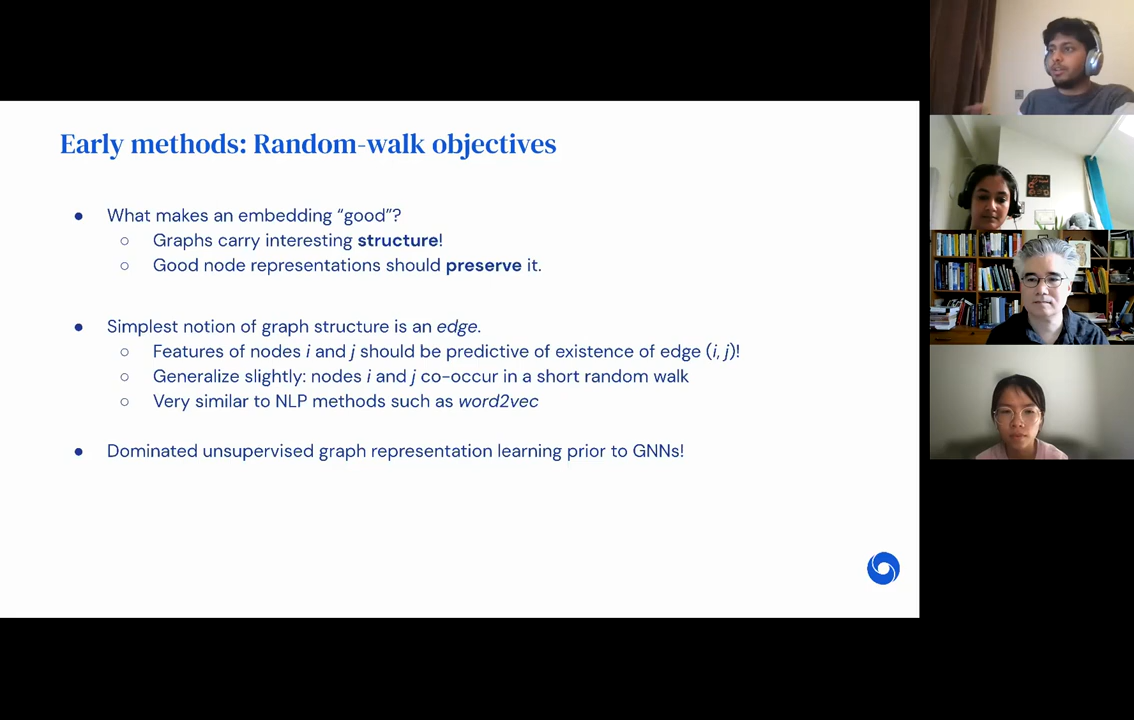 Early methods: Random-walk objectives
● What makes an embedding “good”?
○ Graphs carry interesting structure!
○ Good node representations should preserve it.
● Simplest notion of graph structure is an edge.
○ Features of nodes i and j should be predictive of existence of edge (i, j)!
○ Generalize slightly: nodes i and j co-occur in a short random walk
○ Very similar to NLP methods such as word2vec
● Dominated unsupervised graph representation learning prior to GNNs!